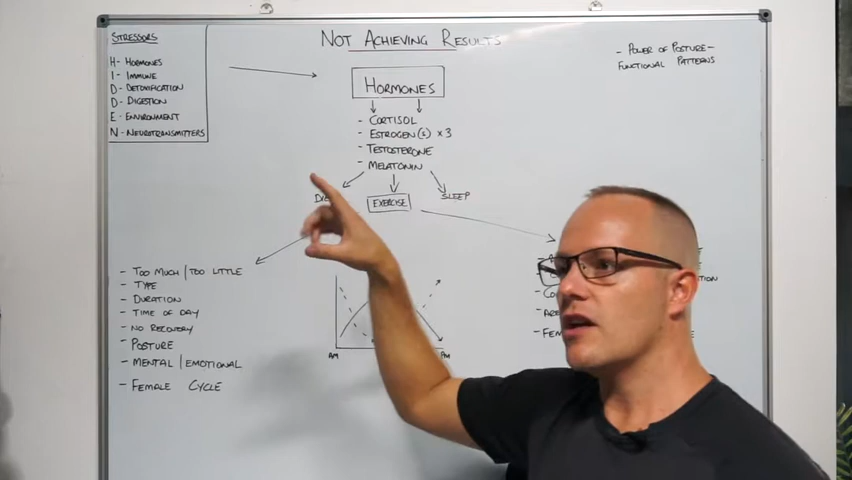 NOT ACHIEVING RESULTS
STRESSORS
H- HORMONES
I- IMMUNE
D- DETOXIFICATION
D- DIGESTION
E- ENVIRONMENT
N- NEUROTRANSMITTERS
- POWER OF POSTURE -
FUNCTIONAL PATTERNS
HORMONES
- CORTISOL
- ESTROGEN(S) x 3
- TESTOSTERONE
- MELATONIN
EXERCISE
SLEEP
- TOO MUCH / TOO LITTLE
- TYPE
- DURATION
- TIME OF DAY
- NO RECOVERY
- POSTURE
- MENTAL / EMOTIONAL
- FEMALE CYCLE
AM
PM